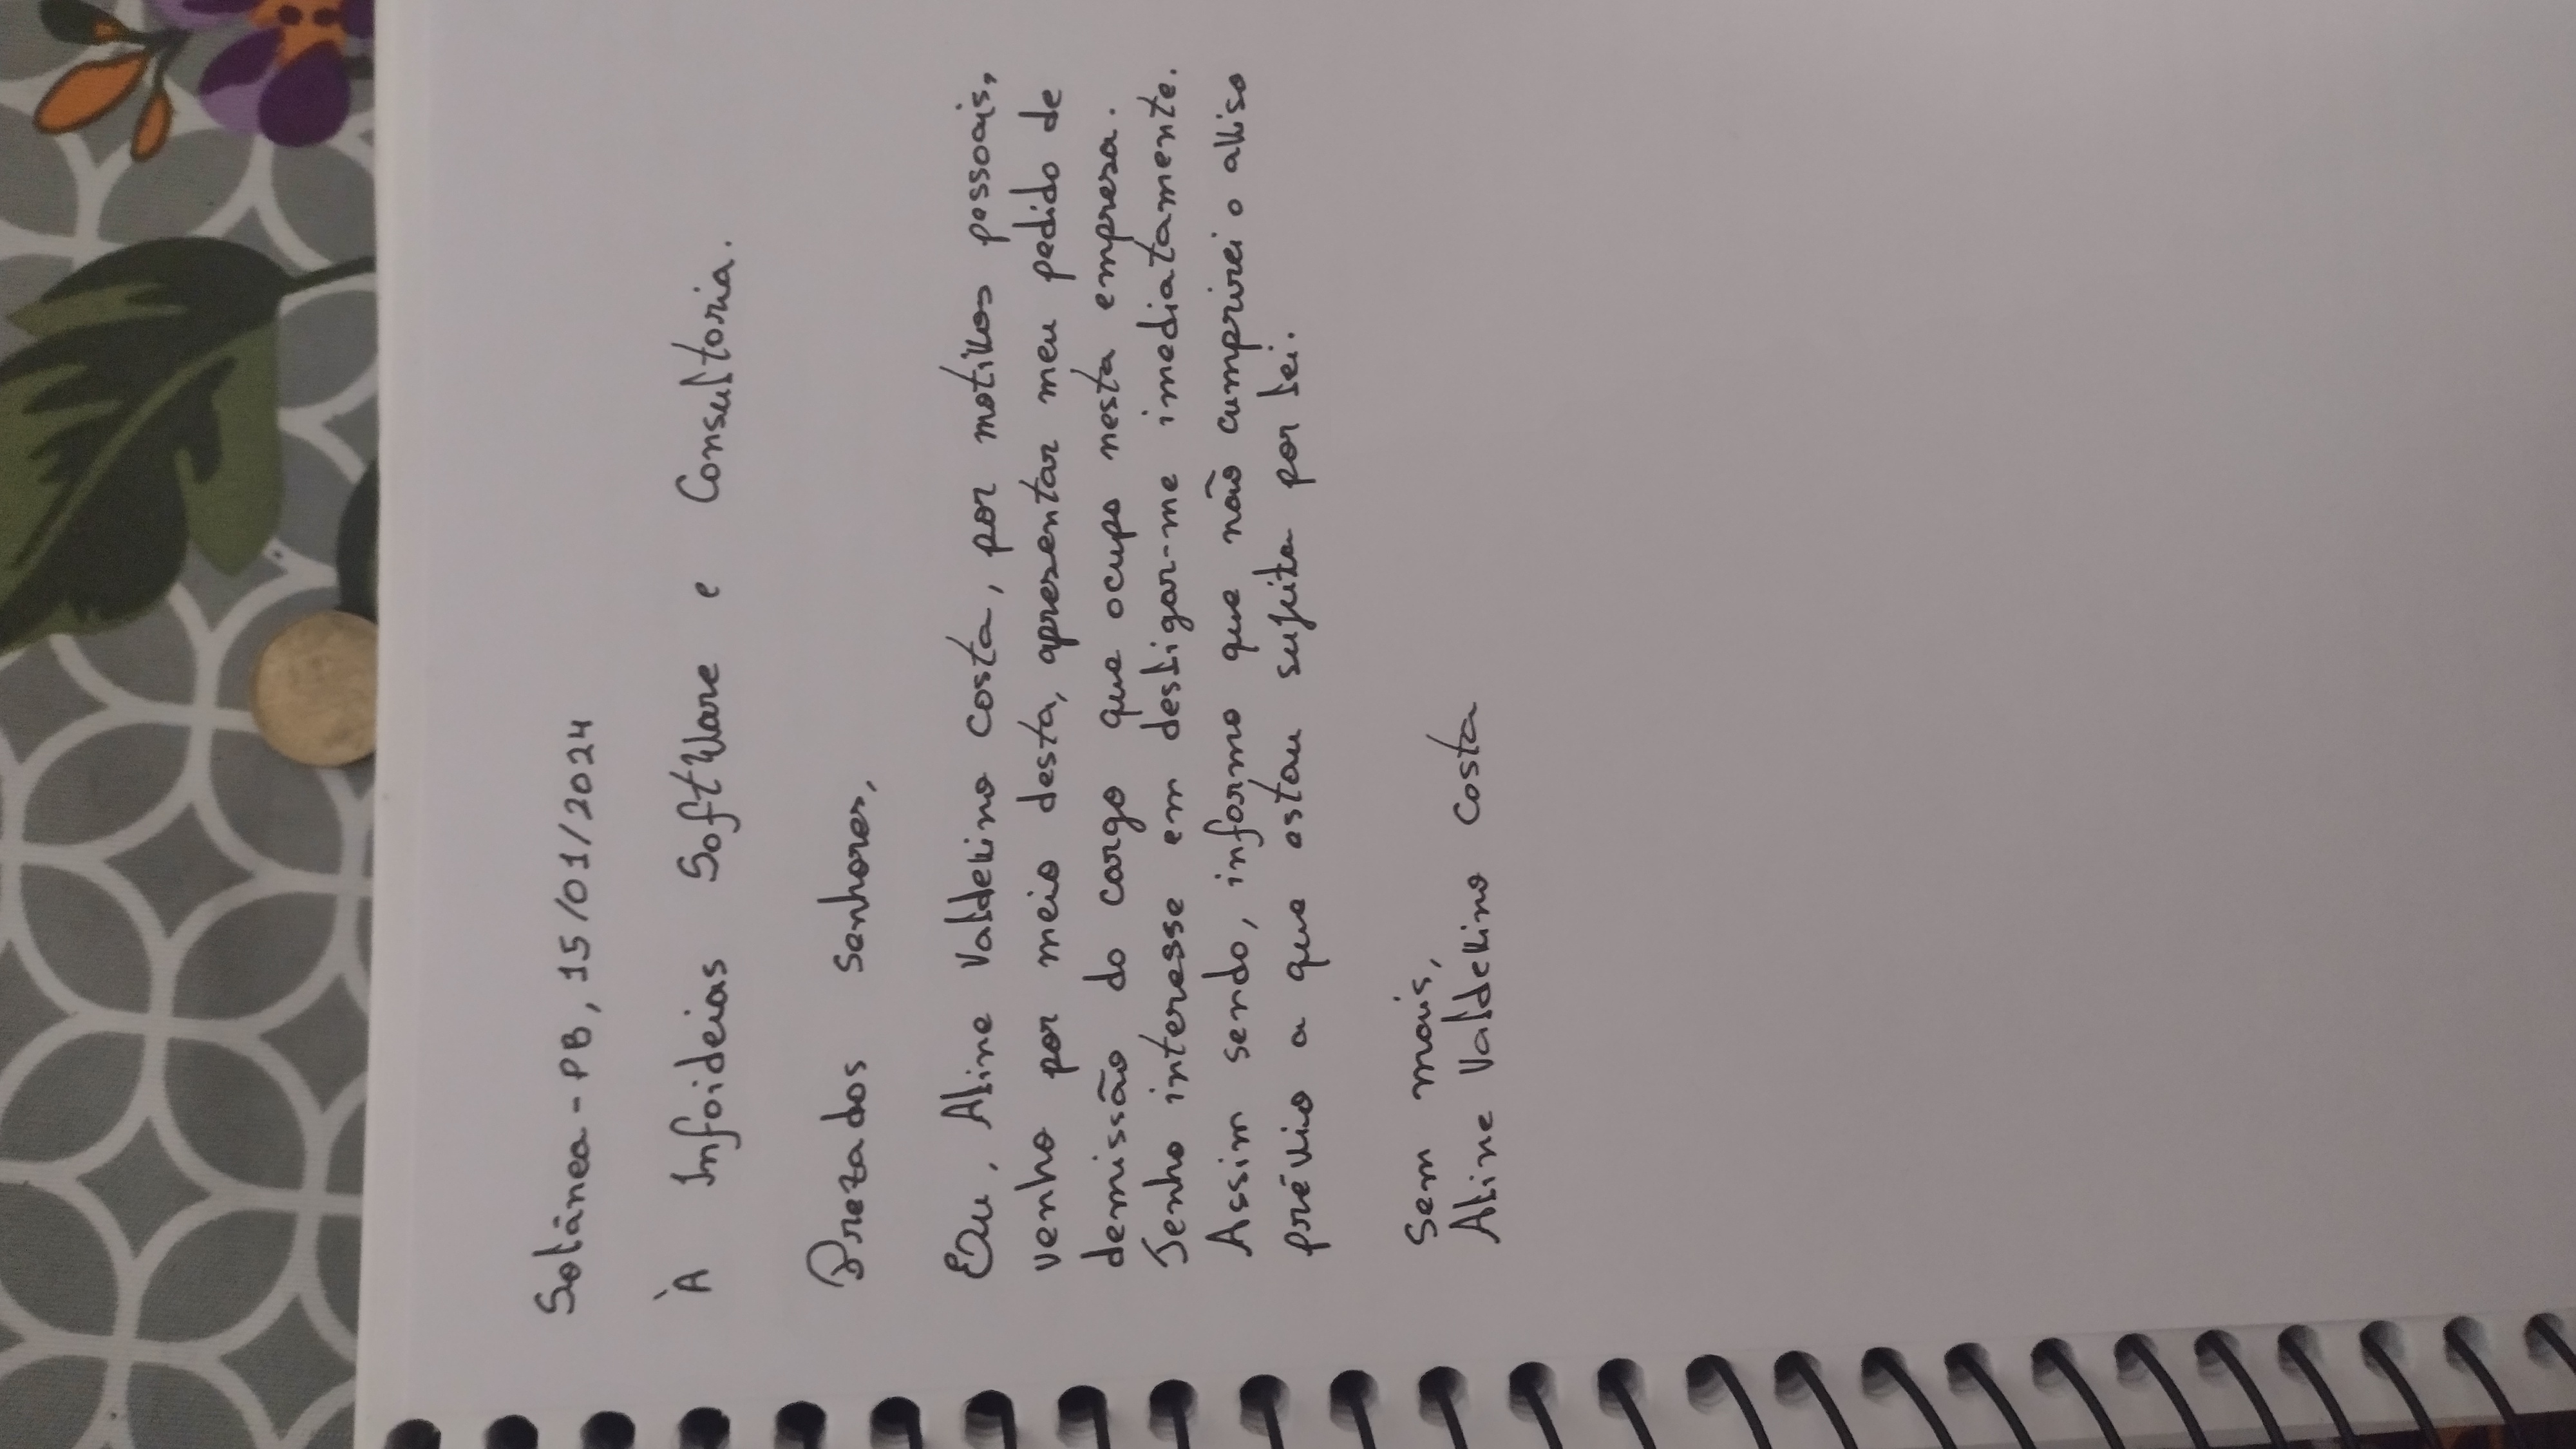 Solânea - PB, 15/01/2024
À Infoideias Software e Consultoria.
Prezados Senhores,
Eu, Aline Valdevino Costa, por motivos pessoais,
venho por meio desta, apresentar meu pedido de
demissão do cargo que ocupo nesta empresa.
Tenho interesse em desligar-me imediatamente.
Assim sendo, informo que não cumprirei o aviso
prévio a que estou sujeita por lei.
Sem mais,
Aline Valdevino Costa